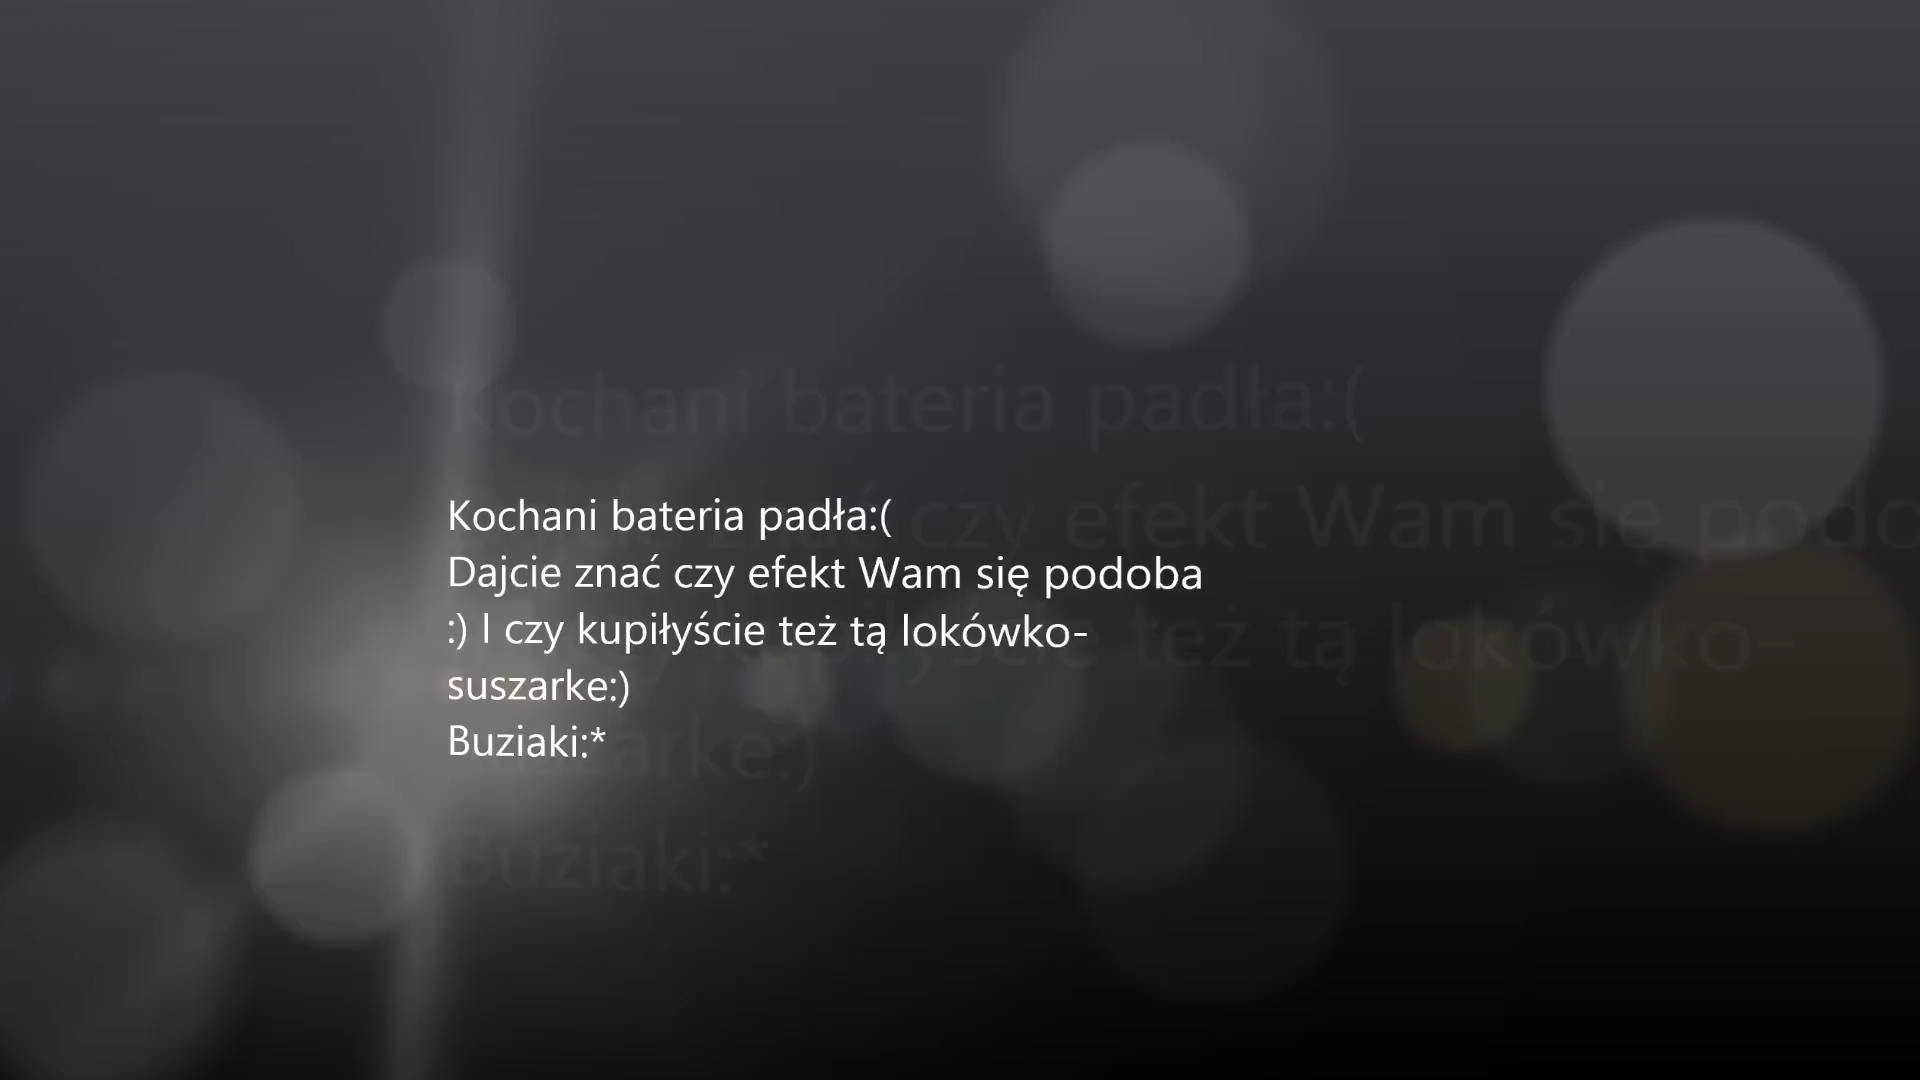 Kochani bateria padła:(
Dajcie znać czy efekt Wam się podoba
:) I czy kupiłyście też tą lokówko-
suszarke:)
Buziaki:*